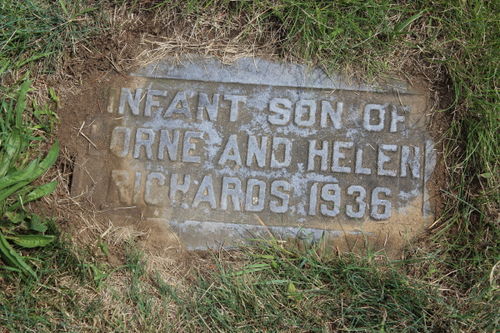 INFANT SON OF
ORNE AND HELEN
RICHARDS 1936